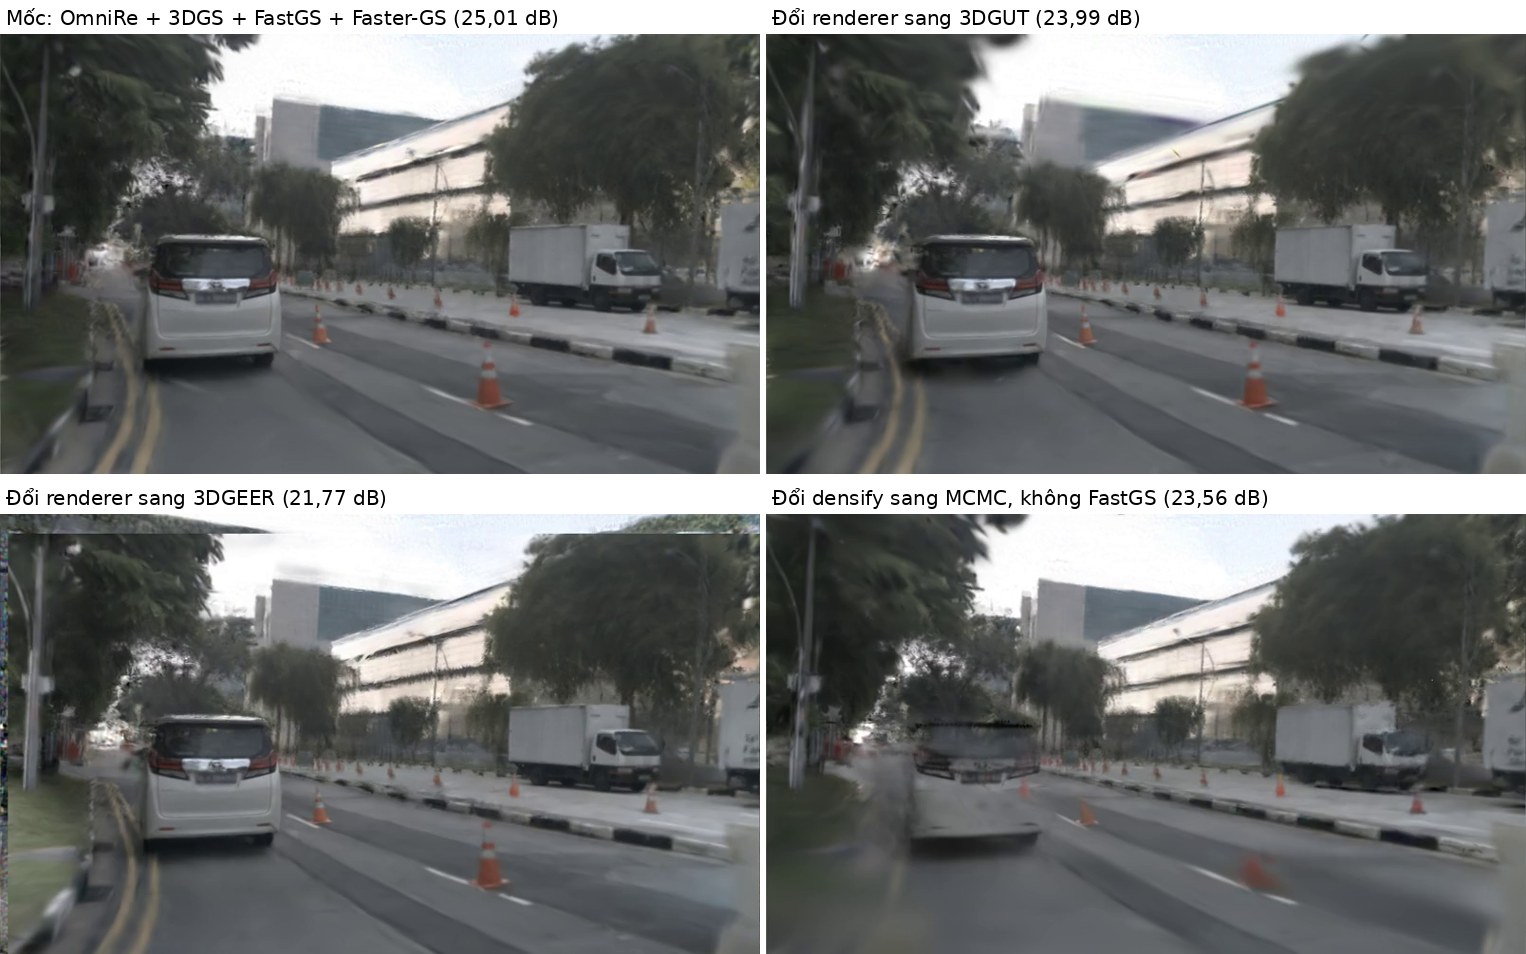 Mốc: OmniRe + 3DGS + FastGS + Faster-GS (25,01 dB)
Đổi renderer sang 3DGUT (23,99 dB)
Đổi renderer sang 3DGEER (21,77 dB)
Đổi densify sang MCMC, không FastGS (23,56 dB)